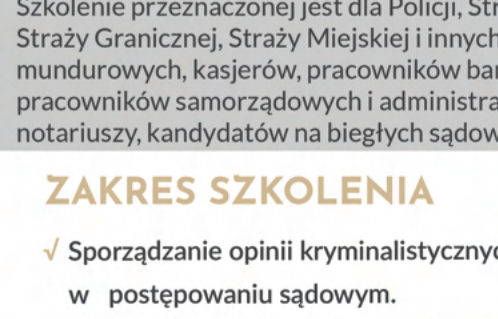 Szkolenie przeznaczonej jest dla Policji,
Straży Granicznej, Straży Miejskiej i innych
mundurowych, kasjerów, pracowników
pracowników samorządowych i
notariuszy, kandydatów na biegłych
ZAKRES SZKOLENIA
√ Sporządzanie opinii
w postępowaniu sądowym.